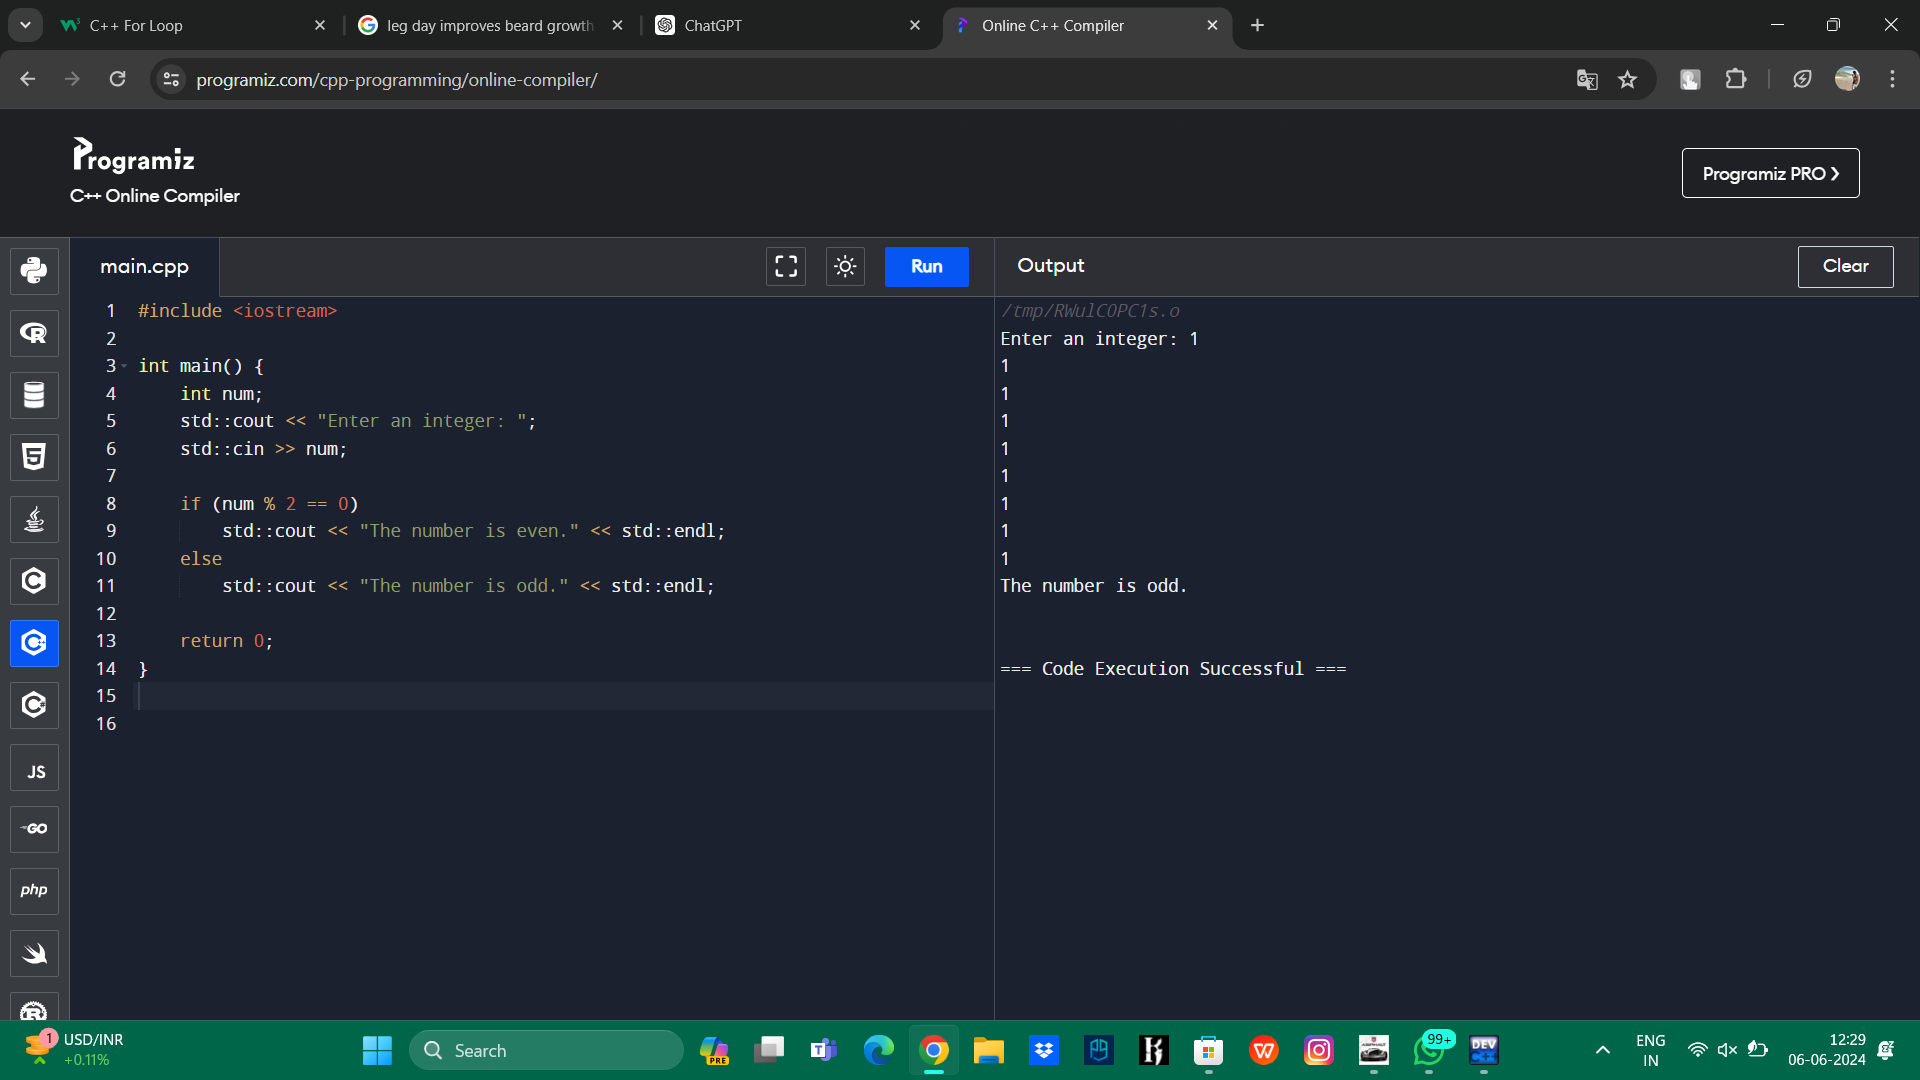 C++ For Loop
leg day improves beard growth
ChatGPT
Online C++ Compiler
programiz.com/cpp-programming/online-compiler/
Programiz
C++ Online Compiler
Programiz PRO
main.cpp
Run
Output
Clear
1 #include <iostream>
2
3 int main() {
4 int num;
5 std::cout << "Enter an integer: ";
6 std::cin >> num;
7
8 if (num % 2 == 0)
9 std::cout << "The number is even." << std::endl;
10 else
11 std::cout << "The number is odd." << std::endl;
12
13 return 0;
14 }
15
16
/tmp/RWulCOPC1s.o
Enter an integer: 1
1
1
1
1
1
1
1
1
The number is odd.
=== Code Execution Successful ===
JS
GO
php
1
USD/INR
+0.11%
Search
PRE
99+
DEV
ENG
IN
12:29
06-06-2024